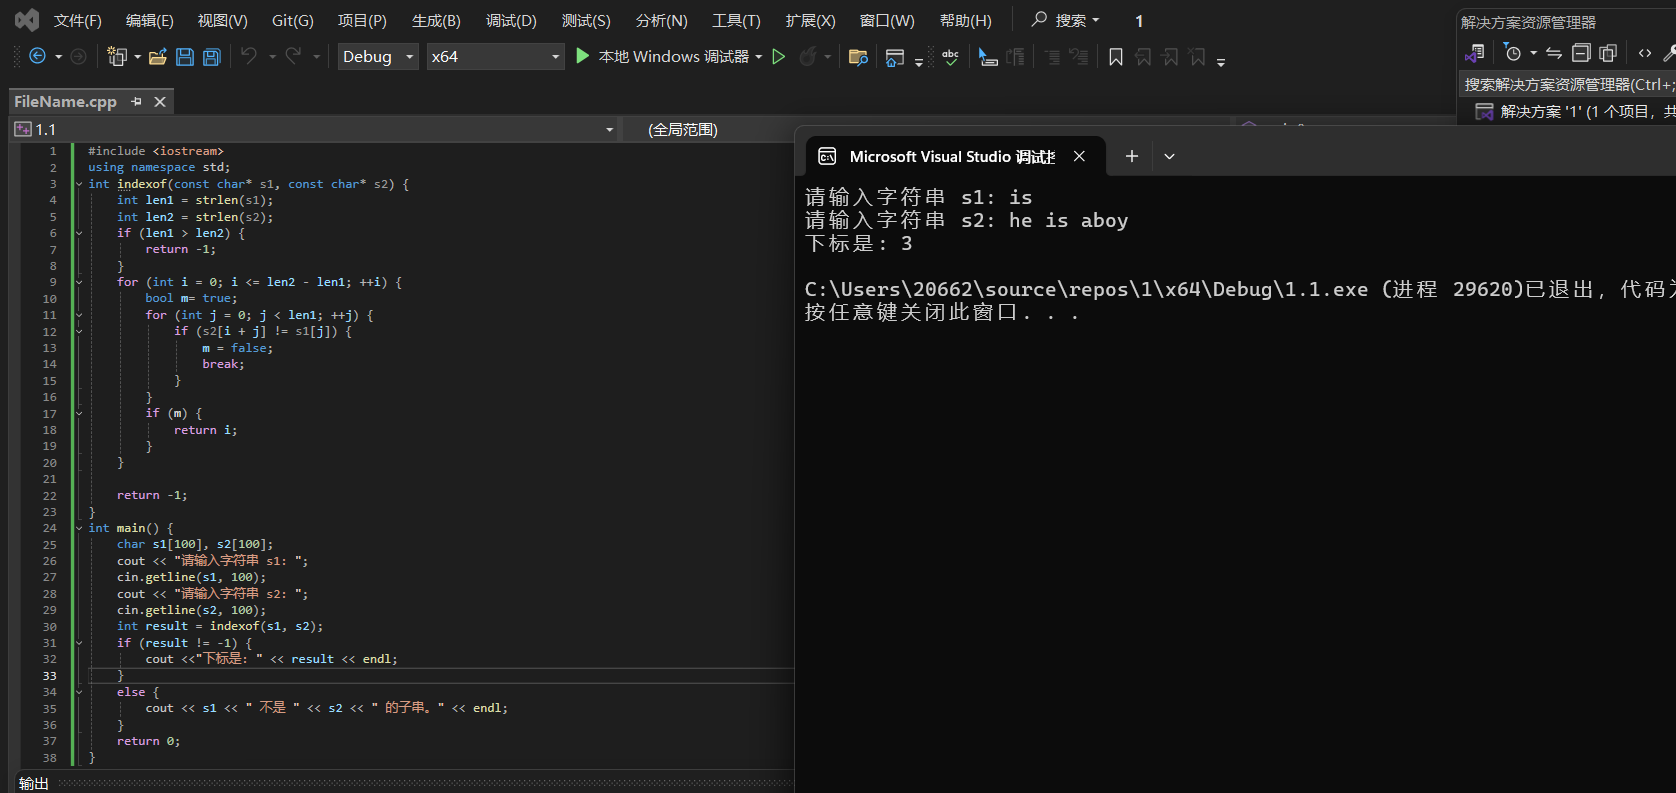 文件(F) 编辑(E) 视图(V) Git(G) 项目(P) 生成(B) 调试(D) 测试(S) 分析(N) 工具(T) 扩展(X) 窗口(W) 帮助(H) 搜索 1
Debug x64 本地 Windows 调试器 abc
FileName.cpp
1.1 (全局范围)
1 #include <iostream>
2 using namespace std;
3 int indexof(const char* s1, const char* s2) {
4 int len1 = strlen(s1);
5 int len2 = strlen(s2);
6 if (len1 > len2) {
7 return -1;
8 }
9 for (int i = 0; i <= len2 - len1; ++i) {
10 bool m= true;
11 for (int j = 0; j < len1; ++j) {
12 if (s2[i + j] != s1[j]) {
13 m = false;
14 break;
15 }
16 }
17 if (m) {
18 return i;
19 }
20 }
21
22 return -1;
23 }
24 int main() {
25 char s1[100], s2[100];
26 cout << "请输入字符串 s1: ";
27 cin.getline(s1, 100);
28 cout << "请输入字符串 s2: ";
29 cin.getline(s2, 100);
30 int result = indexof(s1, s2);
31 if (result != -1) {
32 cout <<"下标是: " << result << endl;
33 }
34 else {
35 cout << s1 << " 不是 " << s2 << " 的子串。" << endl;
36 }
37 return 0;
38 }
输出
Microsoft Visual Studio 调试
请输入字符串 s1: is
请输入字符串 s2: he is aboy
下标是: 3
C:\Users\20662\source\repos\1\x64\Debug\1.1.exe (进程 29620)已退出，代码
按任意键关闭此窗口. . .
解决方案资源管理器
搜索解决方案资源管理器(Ctrl+;
解决方案 '1' (1 个项目，共